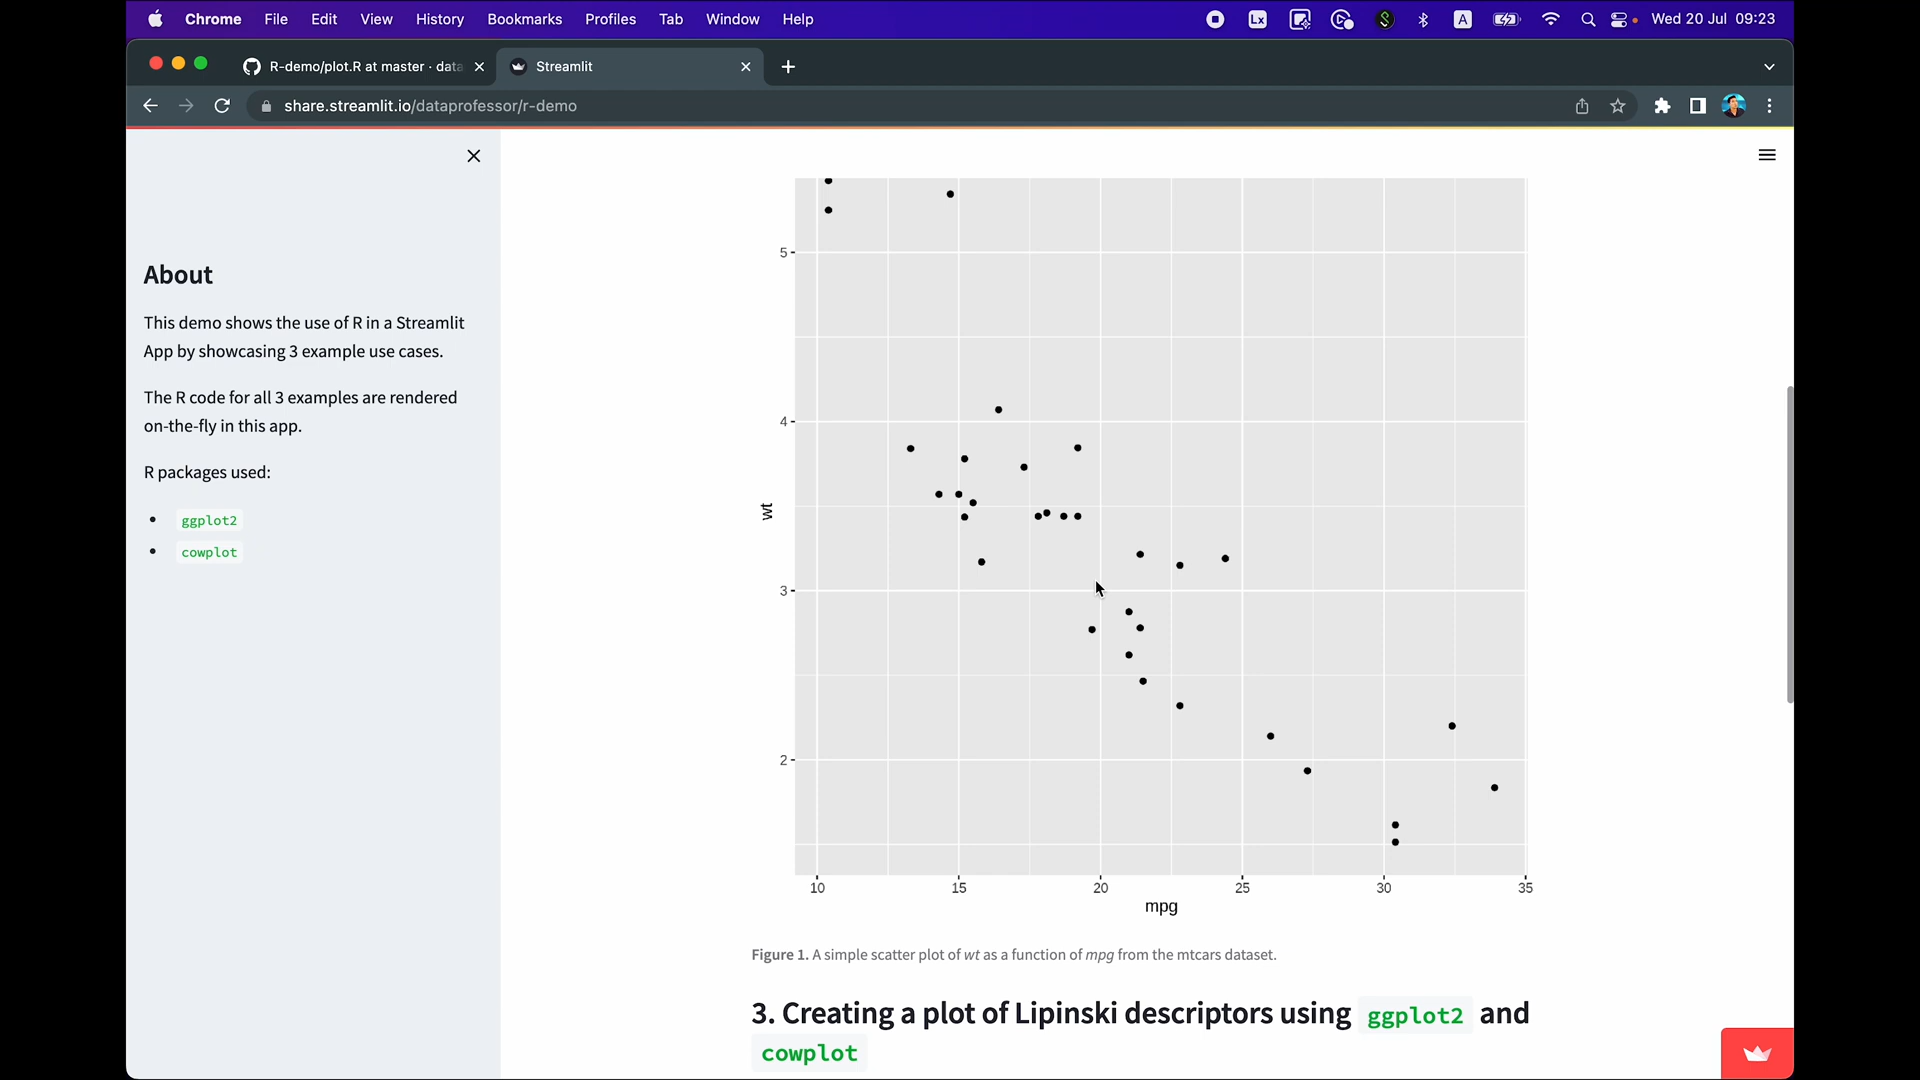 Chrome File Edit View History Bookmarks Profiles Tab Window Help Lx S A Wed 20 Jul 09:23
R-demo/plot.R at master · data Streamlit
share.streamlit.io/dataprofessor/r-demo
About
This demo shows the use of R in a Streamlit
App by showcasing 3 example use cases.
The R code for all 3 examples are rendered
on-the-fly in this app.
R packages used:
ggplot2
cowplot
5
4
wt
3
2
10 15 20 25 30 35
mpg
Figure 1. A simple scatter plot of wt as a function of mpg from the mtcars dataset.
3. Creating a plot of Lipinski descriptors using ggplot2 and
cowplot